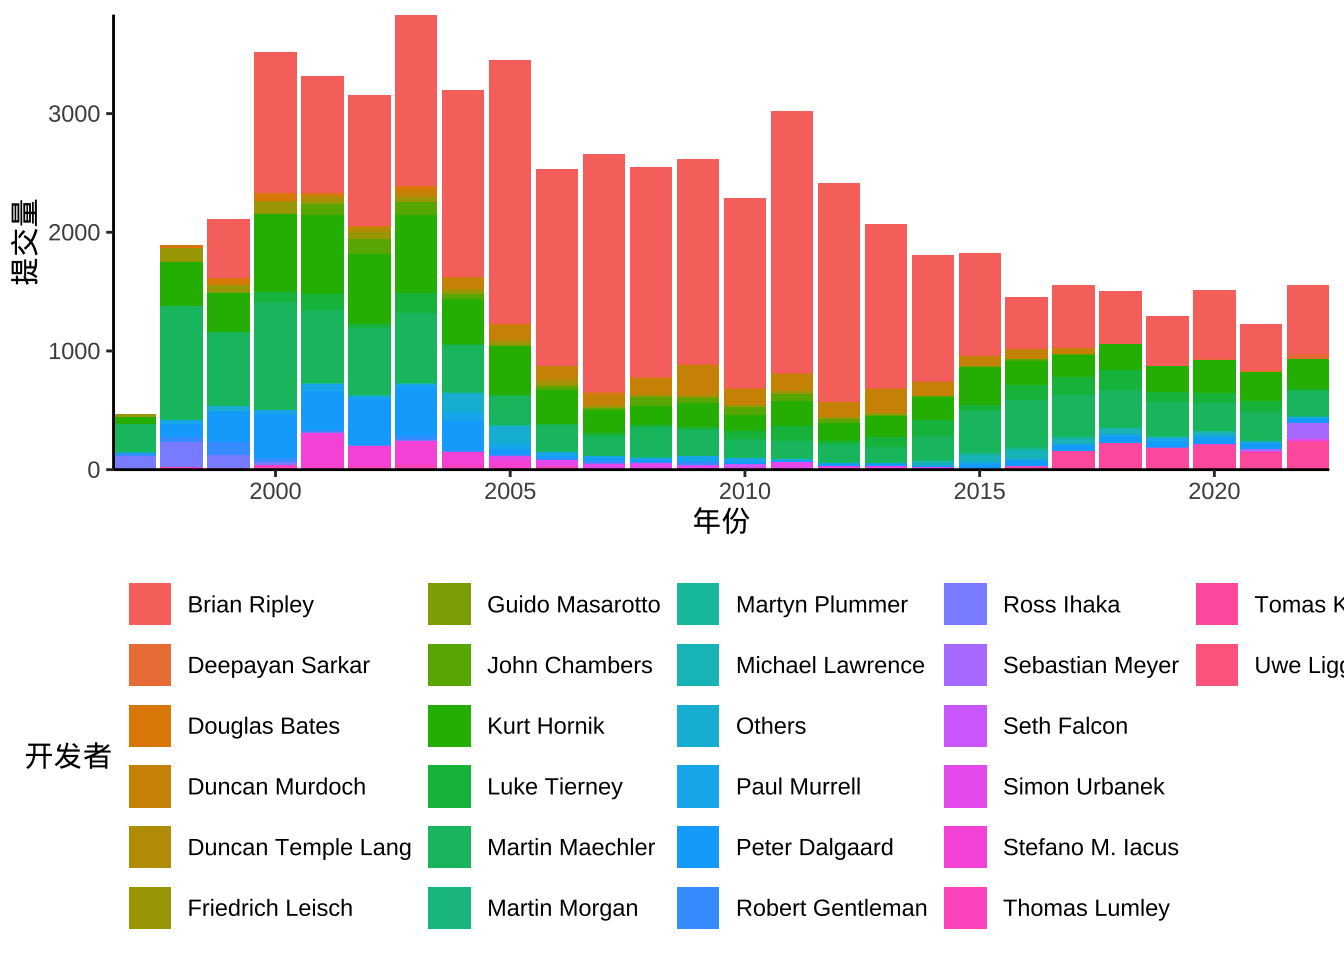 提交量
3000
2000
1000
0
2000
2005
2010
2015
2020
年份
开发者
Brian Ripley
Deepayan Sarkar
Douglas Bates
Duncan Murdoch
Duncan Temple Lang
Friedrich Leisch
Guido Masarotto
John Chambers
Kurt Hornik
Luke Tierney
Martin Maechler
Martin Morgan
Martyn Plummer
Michael Lawrence
Others
Paul Murrell
Peter Dalgaard
Robert Gentleman
Ross Ihaka
Sebastian Meyer
Seth Falcon
Simon Urbanek
Stefano M. Iacus
Thomas Lumley
Tomas
Uwe